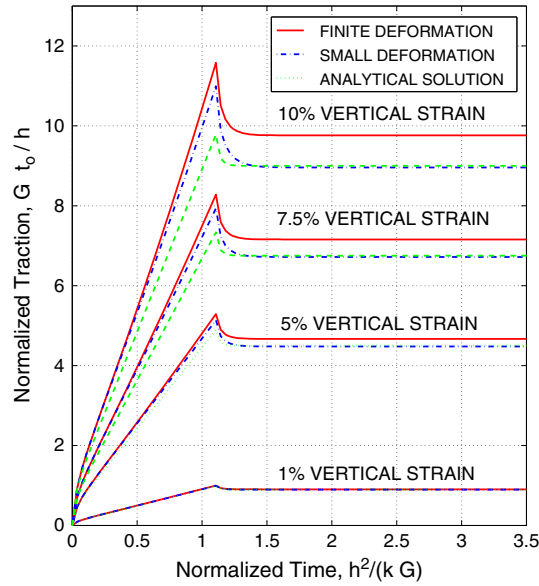 FINITE DEFORMATION
SMALL DEFORMATION
ANALYTICAL SOLUTION
10% VERTICAL STRAIN
7.5% VERTICAL STRAIN
5% VERTICAL STRAIN
1% VERTICAL STRAIN
Normalized Traction, G t₀ / h
12
10
8
6
4
2
0
0 0.5 1 1.5 2 2.5 3 3.5
Normalized Time, h²/(k G)